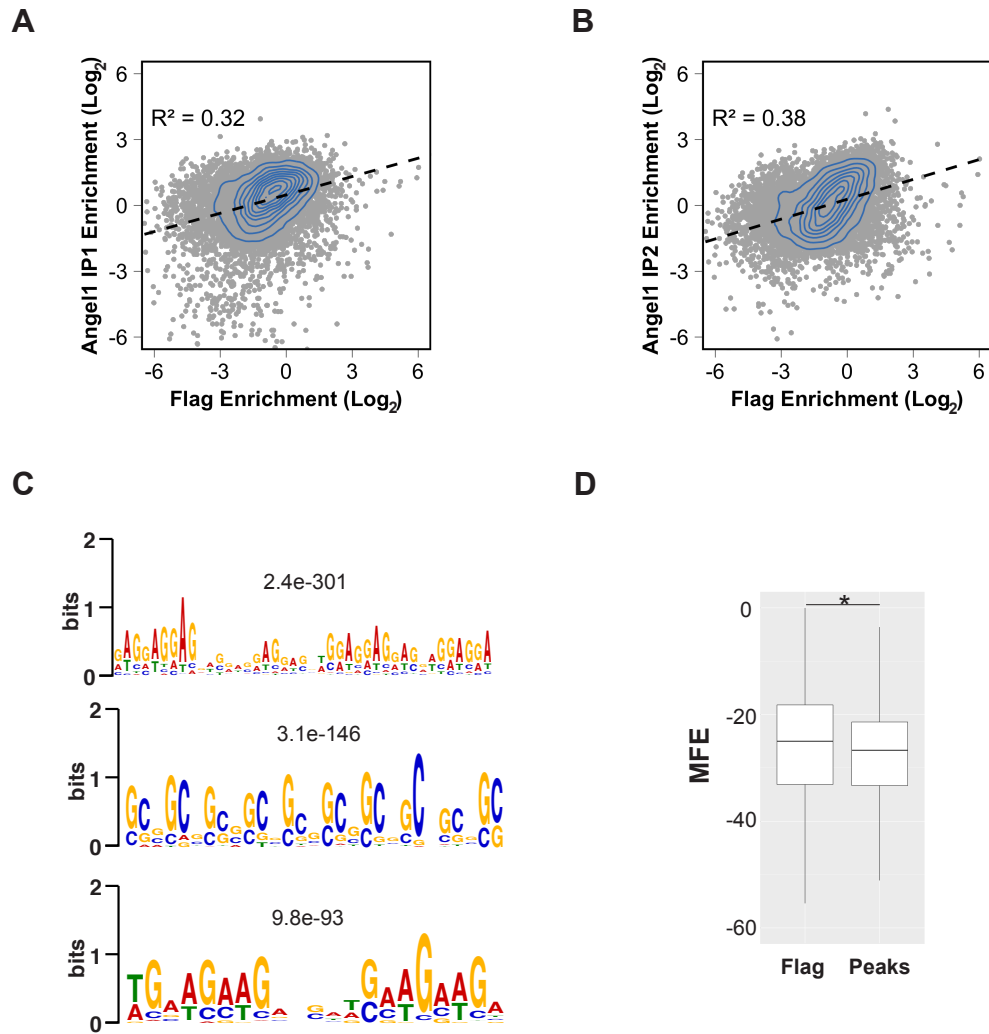 A
B
Angel1 IP1 Enrichment (Log2)
6
3
0
-3
-6
R² = 0.32
-6 -3 0 3 6
Flag Enrichment (Log2)
Angel1 IP2 Enrichment (Log2)
6
3
0
-3
-6
R² = 0.38
-6 -3 0 3 6
Flag Enrichment (Log2)
C
D
bits
2
1
0
2.4e-301
bits
2
1
0
3.1e-146
bits
2
1
0
9.8e-93
MFE
0
-20
-40
-60
*
Flag Peaks